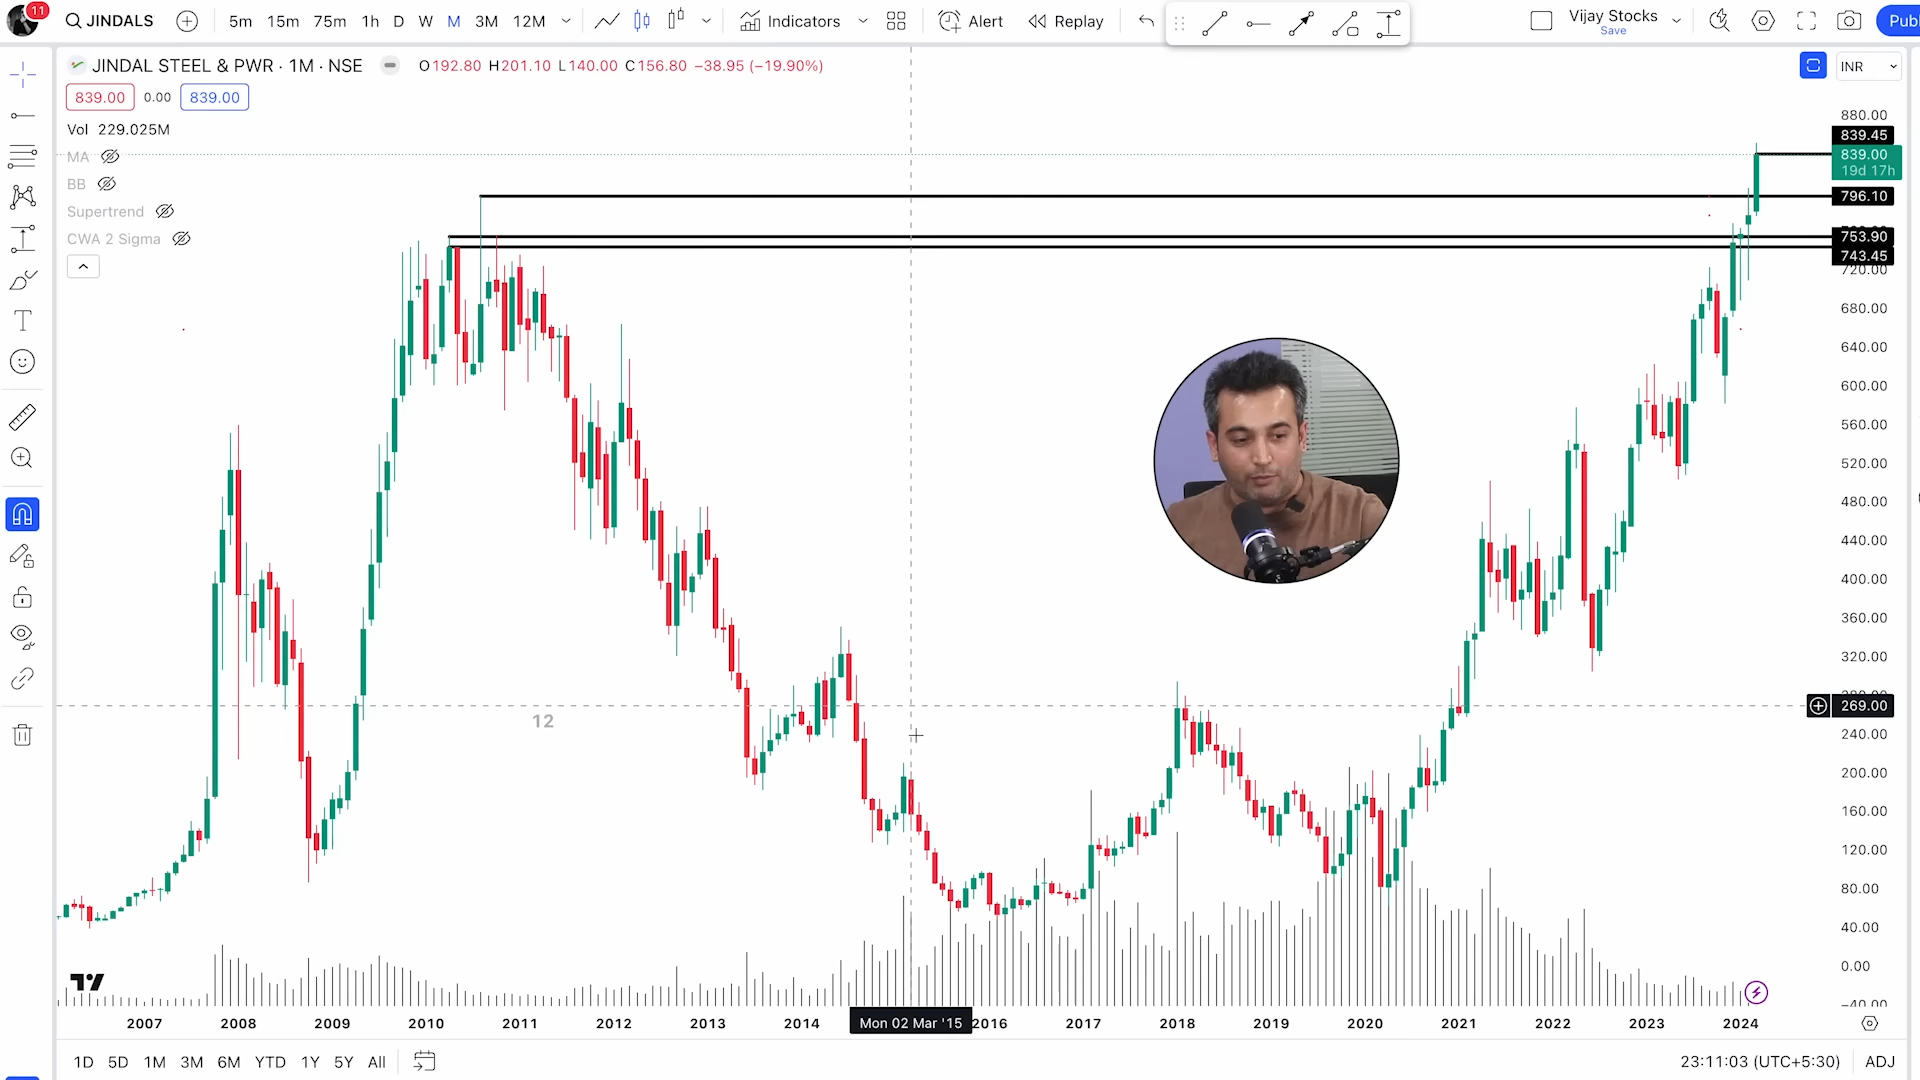 11
JINDALS
5m 15m 75m 1h D W M 3M 12M
Indicators
Alert
Replay
Vijay Stocks
Save
Publ
JINDAL STEEL & PWR · 1M · NSE
O192.80 H201.10 L140.00 C156.80 −38.95 (−19.90%)
INR
839.00 0.00 839.00
Vol 229.025M
MA
BB
Supertrend
CWA 2 Sigma
880.00
839.45
839.00
19d 17h
796.10
753.90
743.45
720.00
680.00
640.00
600.00
560.00
520.00
480.00
440.00
400.00
360.00
320.00
280.00
269.00
240.00
200.00
160.00
120.00
80.00
40.00
0.00
−40.00
12
2007 2008 2009 2010 2011 2012 2013 2014 Mon 02 Mar '15 2016 2017 2018 2019 2020 2021 2022 2023 2024
1D 5D 1M 3M 6M YTD 1Y 5Y All
23:11:03 (UTC+5:30) ADJ